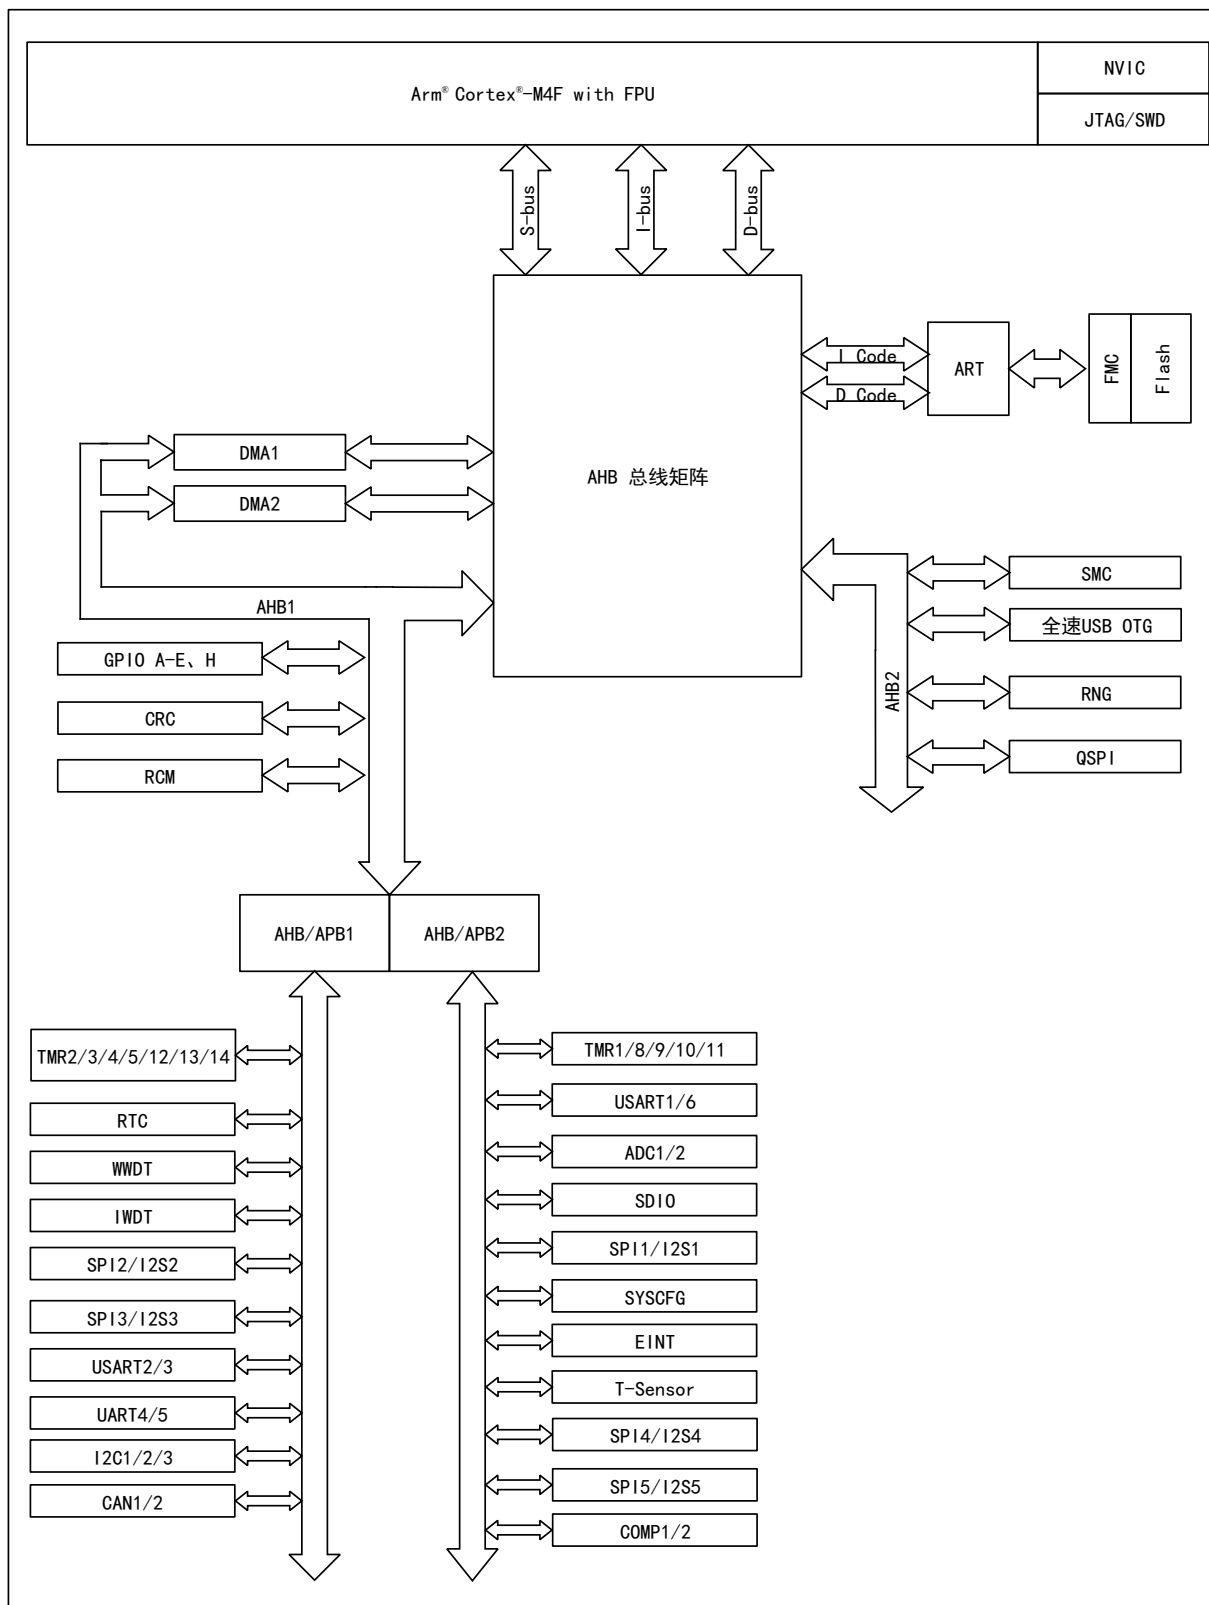 Arm® Cortex®-M4F with FPU
NVIC
JTAG/SWD
S-bus
I-bus
D-bus
I Code
D Code
ART
FMC
Flash
DMA1
DMA2
AHB 总线矩阵
AHB1
GPIO A-E、H
CRC
RCM
SMC
全速USB OTG
RNG
QSPI
AHB2
AHB/APB1
AHB/APB2
TMR2/3/4/5/12/13/14
RTC
WWDT
IWDT
SPI2/I2S2
SPI3/I2S3
USART2/3
UART4/5
I2C1/2/3
CAN1/2
TMR1/8/9/10/11
USART1/6
ADC1/2
SDIO
SPI1/I2S1
SYSCFG
EINT
T-Sensor
SPI4/I2S4
SPI5/I2S5
COMP1/2